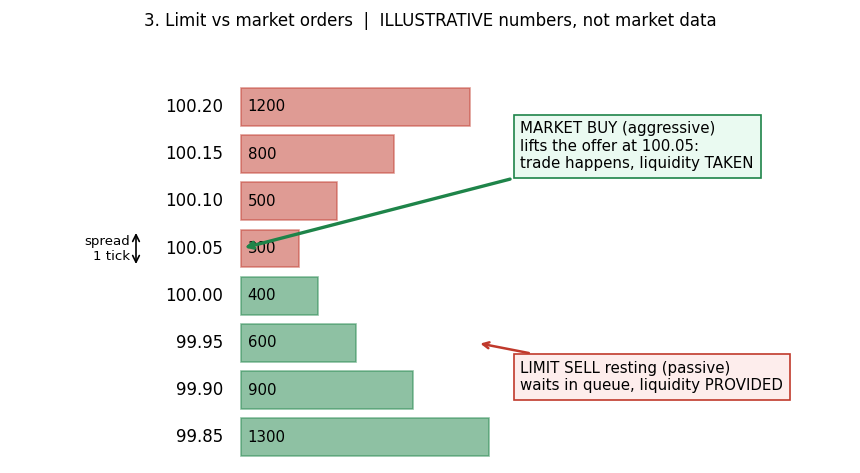 3. Limit vs market orders | ILLUSTRATIVE numbers, not market data
100.20 1200
MARKET BUY (aggressive)
lifts the offer at 100.05:
trade happens, liquidity TAKEN
100.15 800
100.10 500
spread
1 tick
100.05 300
100.00 400
99.95 600
LIMIT SELL resting (passive)
waits in queue, liquidity PROVIDED
99.90 900
99.85 1300